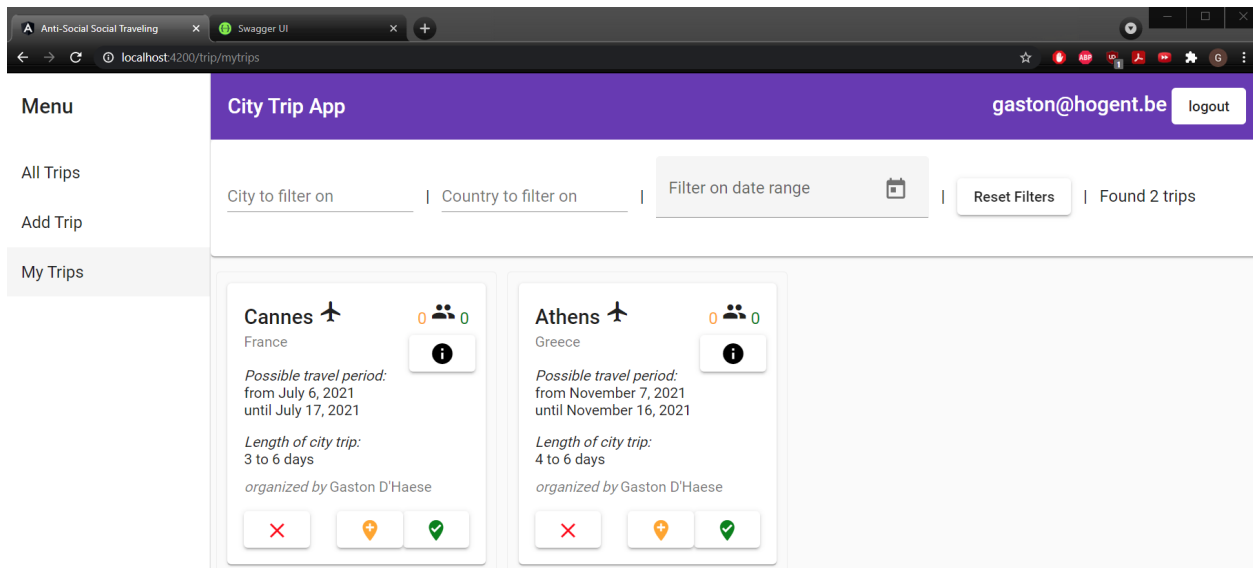 Anti-Social Social Traveling
Swagger UI
localhost:4200/trip/mytrips
ABP
UD
1
G
Menu
City Trip App
gaston@hogent.be
logout
All Trips
Add Trip
My Trips
City to filter on
|
Country to filter on
|
Filter on date range
|
Reset Filters
|
Found 2 trips
Cannes
0
0
France
Possible travel period:
from July 6, 2021
until July 17, 2021
Length of city trip:
3 to 6 days
organized by Gaston D'Haese
Athens
0
0
Greece
Possible travel period:
from November 7, 2021
until November 16, 2021
Length of city trip:
4 to 6 days
organized by Gaston D'Haese